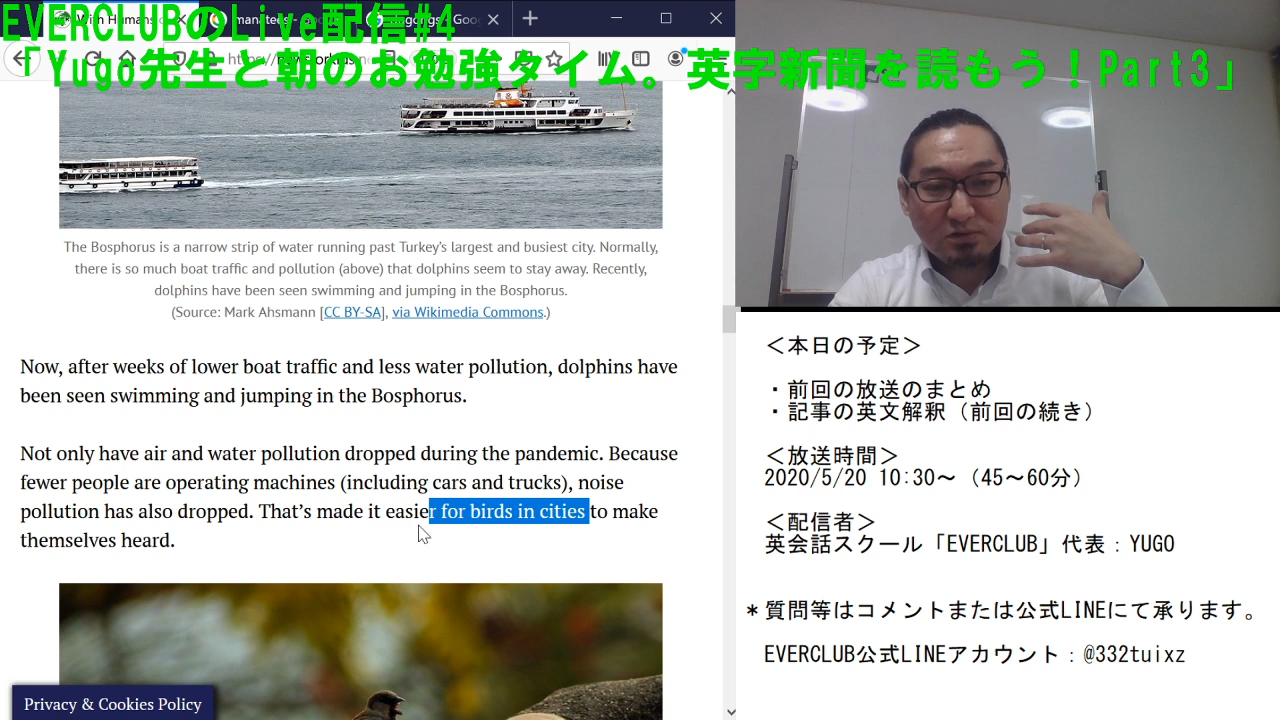 EVERCLUBのLive配信#4
「Yugo先生と朝のお勉強タイム。英字新聞を読もう！Part3」
The Bosphorus is a narrow strip of water running past Turkey's largest and busiest city. Normally,
there is so much boat traffic and pollution (above) that dolphins seem to stay away. Recently,
dolphins have been seen swimming and jumping in the Bosphorus.
(Source: Mark Ahsmann [CC BY-SA], via Wikimedia Commons.)
Now, after weeks of lower boat traffic and less water pollution, dolphins have
been seen swimming and jumping in the Bosphorus.
Not only have air and water pollution dropped during the pandemic. Because
fewer people are operating machines (including cars and trucks), noise
pollution has also dropped. That's made it easier for birds in cities to make
themselves heard.
Privacy & Cookies Policy
＜本日の予定＞
・前回の放送のまとめ
・記事の英文解釈（前回の続き）
＜放送時間＞
2020/5/20 10:30～（45～60分）
＜配信者＞
英会話スクール「EVERCLUB」代表：YUGO
＊質問等はコメントまたは公式LINEにて承ります。
EVERCLUB公式LINEアカウント：@332tuixz